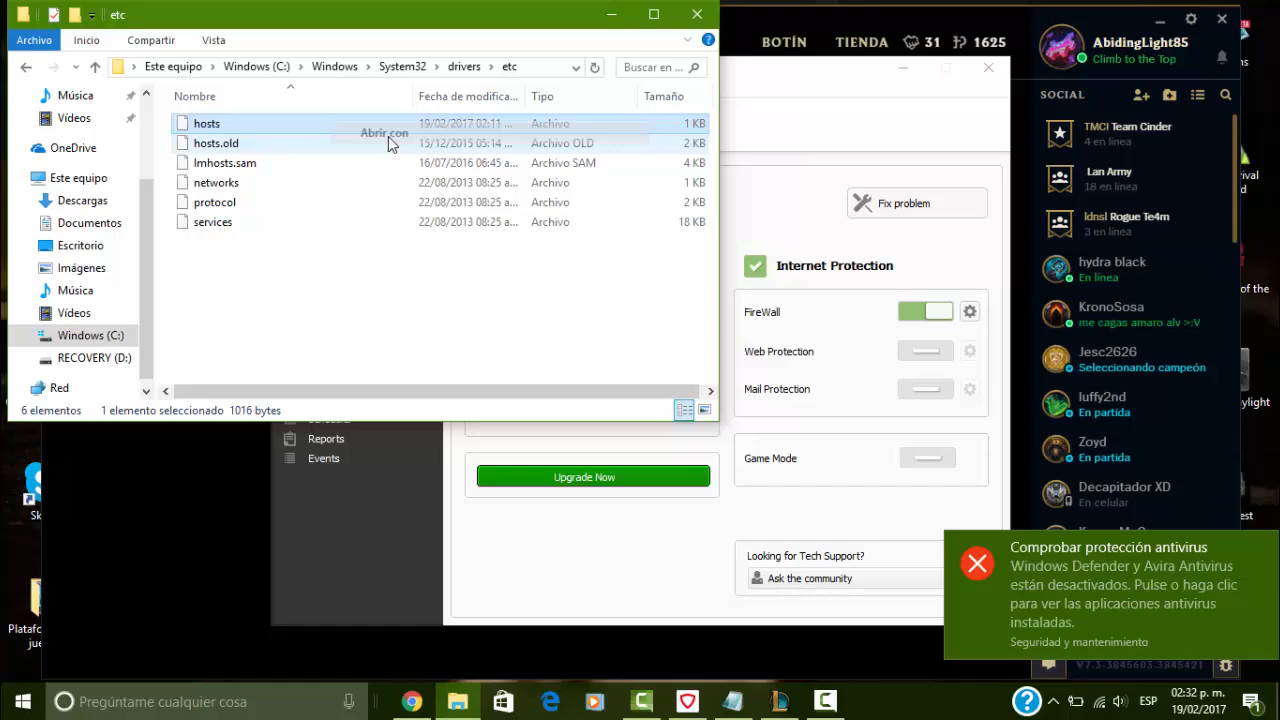 etc
Archivo
Inicio
Compartir
Vista
Este equipo
Windows (C:)
Windows
System32
drivers
etc
Buscar en ...
Nombre
Fecha de modifica...
Tipo
Tamaño
hosts
19/02/2017 02:11 ...
Archivo
1 KB
Abrir con
hosts.old
15/12/2015 05:14 ...
Archivo OLD
2 KB
lmhosts.sam
16/07/2016 06:45 a...
Archivo SAM
4 KB
networks
22/08/2013 08:25 a...
Archivo
1 KB
protocol
22/08/2013 08:25 a...
Archivo
2 KB
services
22/08/2013 08:25 a...
Archivo
18 KB
Música
Vídeos
OneDrive
Este equipo
Descargas
Documentos
Escritorio
Imágenes
Música
Vídeos
Windows (C:)
RECOVERY (D:)
Red
6 elementos
1 elemento seleccionado
1016 bytes
Reports
Events
Upgrade Now
Fix problem
Internet Protection
FireWall
Web Protection
Mail Protection
Game Mode
Looking for Tech Support?
Ask the community
BOTÍN
TIENDA
31
1625
AbidingLight85
Climb to the Top
SOCIAL
TMCI Team Cinder
4 en línea
Lan Army
18 en línea
ldnsl Rogue Te4m
3 en línea
hydra black
En línea
KronoSosa
me cagas amaro alv >:V
Jesc2626
Seleccionando campeón
luffy2nd
En partida
Zoyd
En partida
Decapitador XD
En celular
Comprobar protección antivirus
Windows Defender y Avira Antivirus
están desactivados. Pulse o haga clic
para ver las aplicaciones antivirus
instaladas.
Seguridad y mantenimiento
V7.3-3845603.3845421
Sk
Platafo
jue
Pregúntame cualquier cosa
ESP
02:32 p. m.
19/02/2017
1